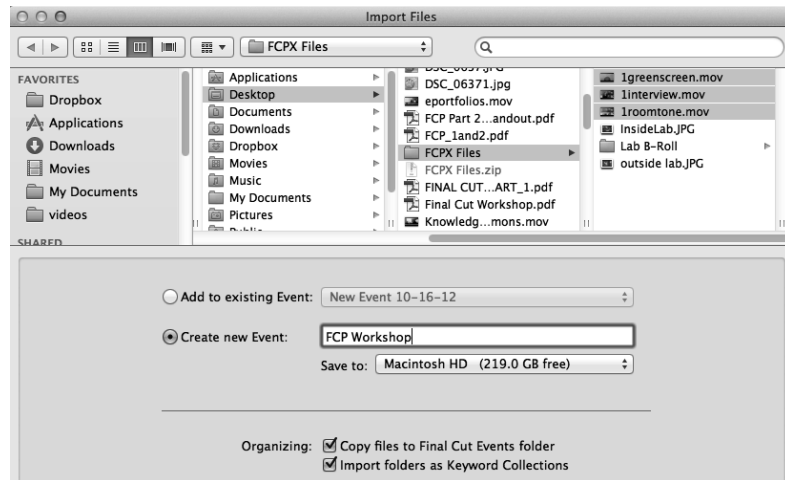 Import Files
FCPX Files
FAVORITES
Dropbox
Applications
Downloads
Movies
My Documents
videos
SHARED
Applications
Desktop
Documents
Downloads
Dropbox
Movies
Music
My Documents
Pictures
Public
DSC_06371.JPG
DSC_06371.jpg
eportfolios.mov
FCP Part 2...andout.pdf
FCP_1and2.pdf
FCPX Files
FCPX Files.zip
FINAL CUT...ART_1.pdf
Final Cut Workshop.pdf
Knowledg...mons.mov
1greenscreen.mov
1interview.mov
1roomtone.mov
InsideLab.JPG
Lab B-Roll
outside lab.JPG
Add to existing Event: New Event 10-16-12
Create new Event: FCP Workshop
Save to: Macintosh HD (219.0 GB free)
Organizing: Copy files to Final Cut Events folder
Import folders as Keyword Collections